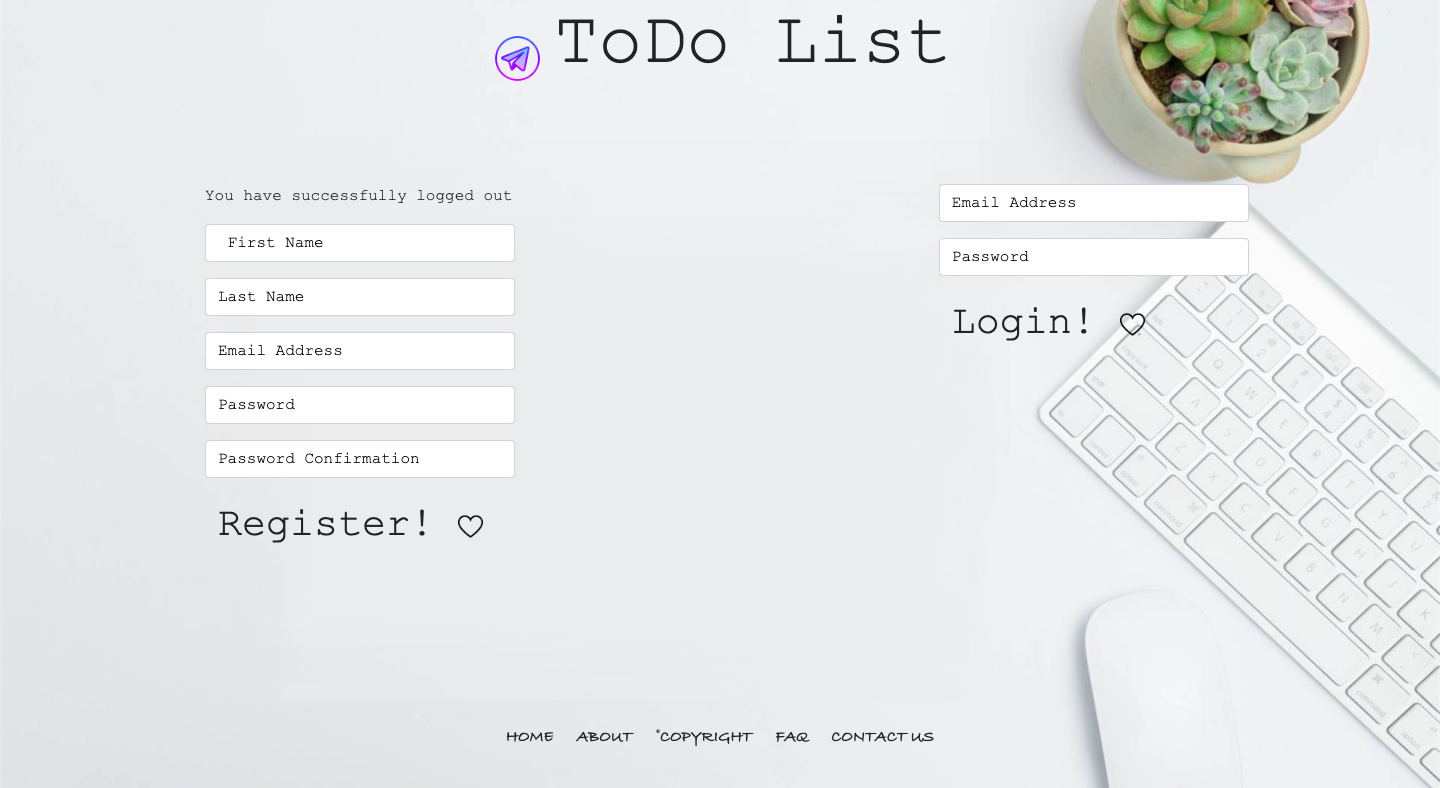 ToDo List
You have successfully logged out
First Name
Last Name
Email Address
Password
Password Confirmation
Register!
Email Address
Password
Login!
HOME ABOUT °COPYRIGHT FAQ CONTACT US